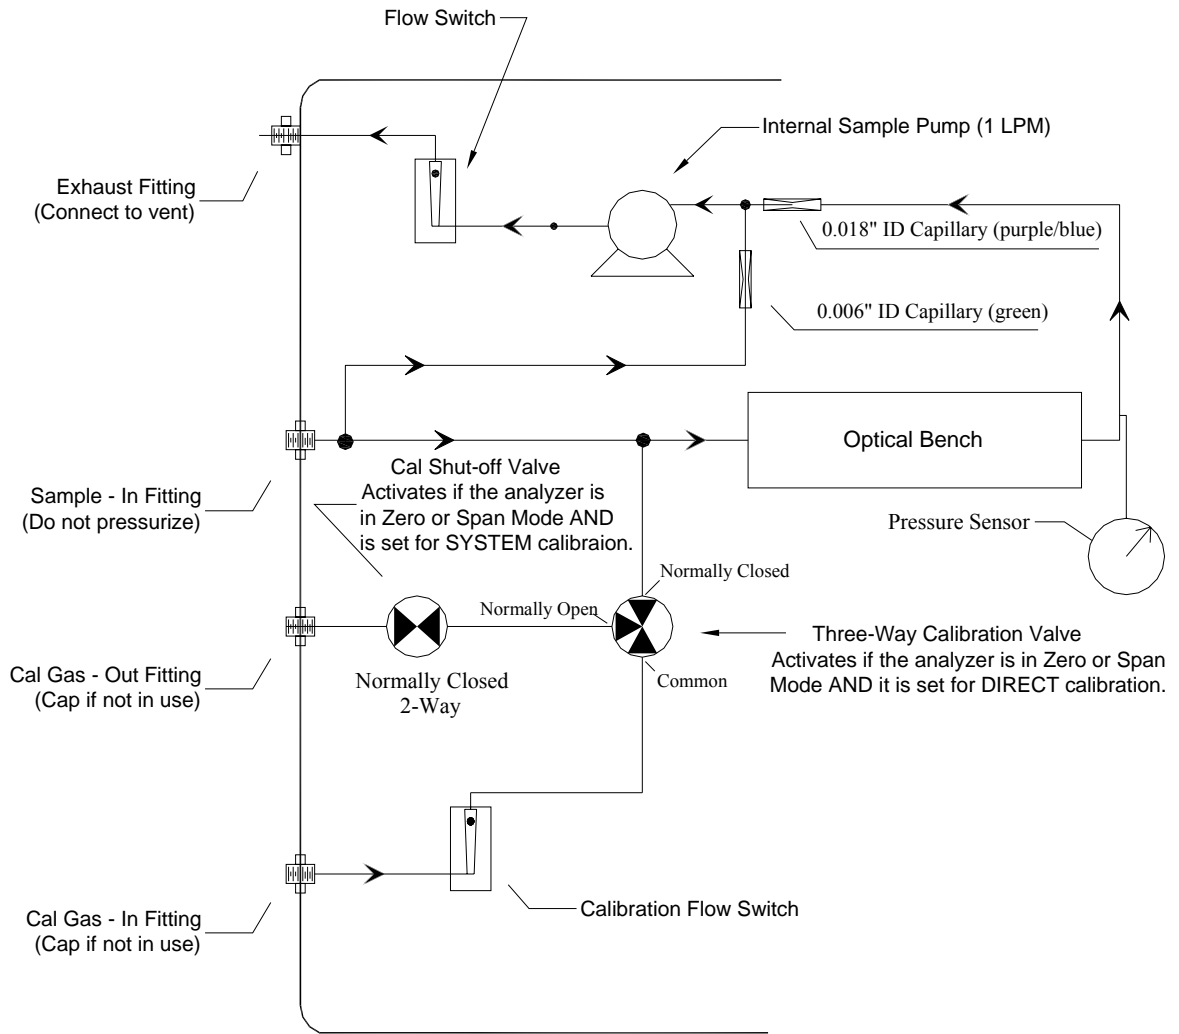 Flow Switch
Internal Sample Pump (1 LPM)
Exhaust Fitting
(Connect to vent)
0.018" ID Capillary (purple/blue)
0.006" ID Capillary (green)
Optical Bench
Cal Shut-off Valve
Activates if the analyzer is
in Zero or Span Mode AND
is set for SYSTEM calibraion.
Sample - In Fitting
(Do not pressurize)
Pressure Sensor
Normally Closed
Normally Open
Three-Way Calibration Valve
Activates if the analyzer is in Zero or Span
Mode AND it is set for DIRECT calibration.
Cal Gas - Out Fitting
(Cap if not in use)
Normally Closed
2-Way
Common
Calibration Flow Switch
Cal Gas - In Fitting
(Cap if not in use)